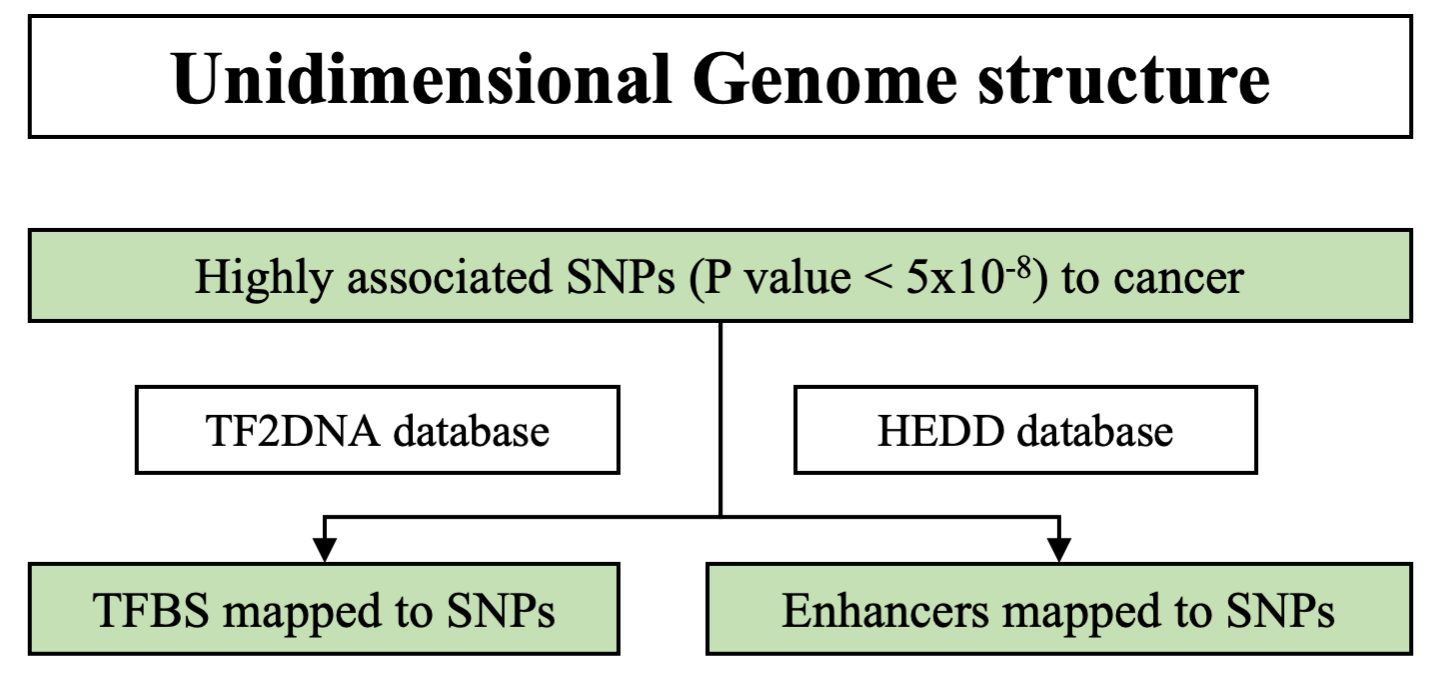 Unidimensional Genome structure
Highly associated SNPs (P value < 5x10⁻⁸) to cancer
TF2DNA database
HEDD database
TFBS mapped to SNPs
Enhancers mapped to SNPs